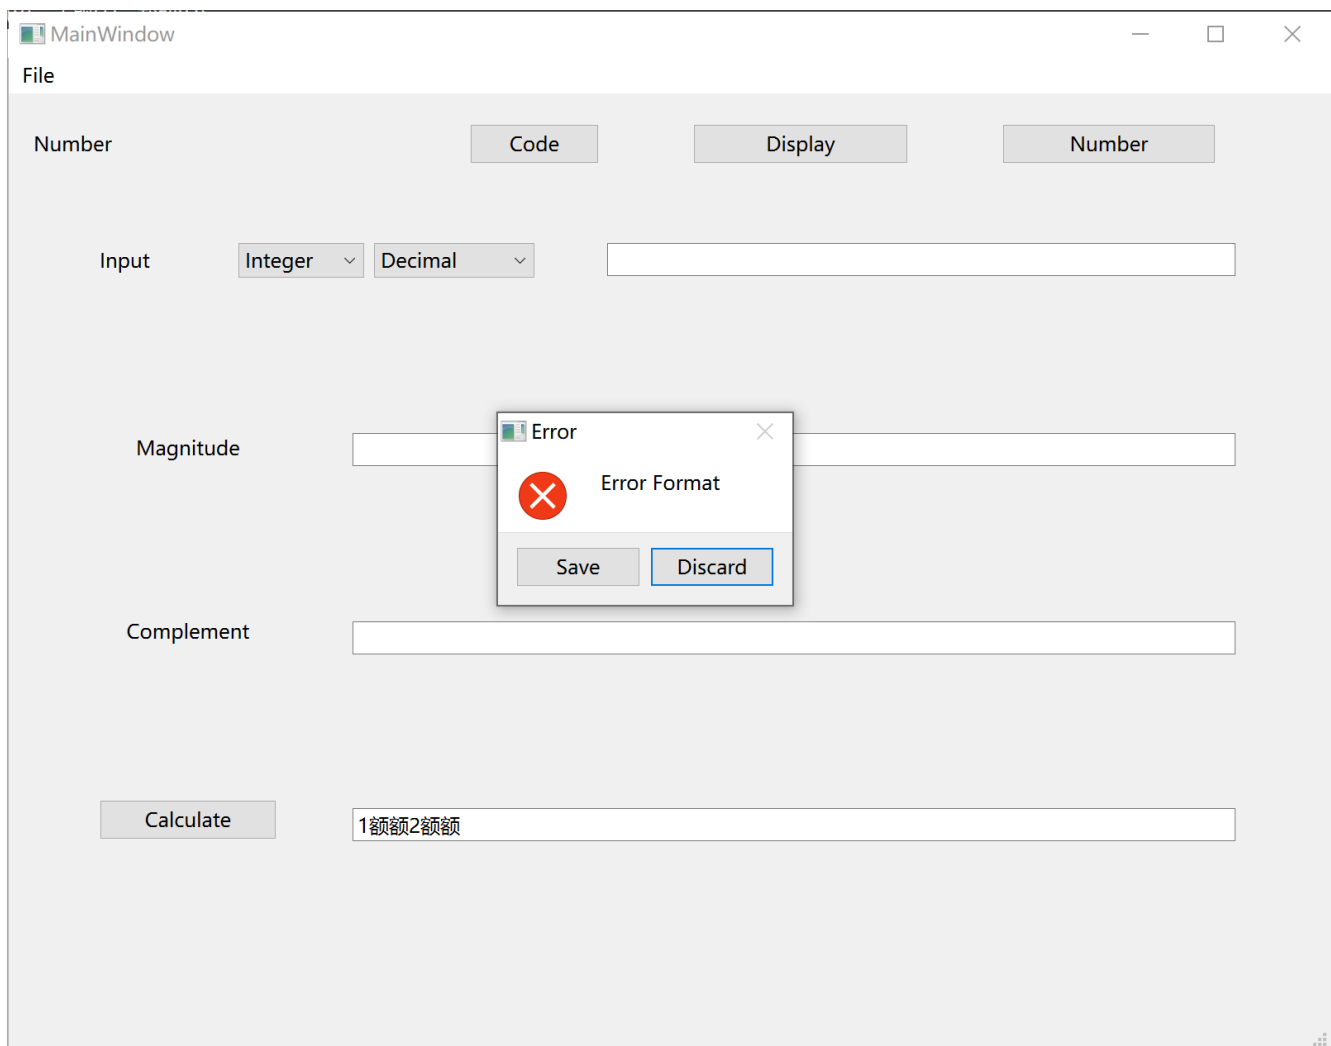 MainWindow
File
Number Code Display Number
Input Integer Decimal
Error
Magnitude
Error Format
Save Discard
Complement
Calculate 1额额2额额